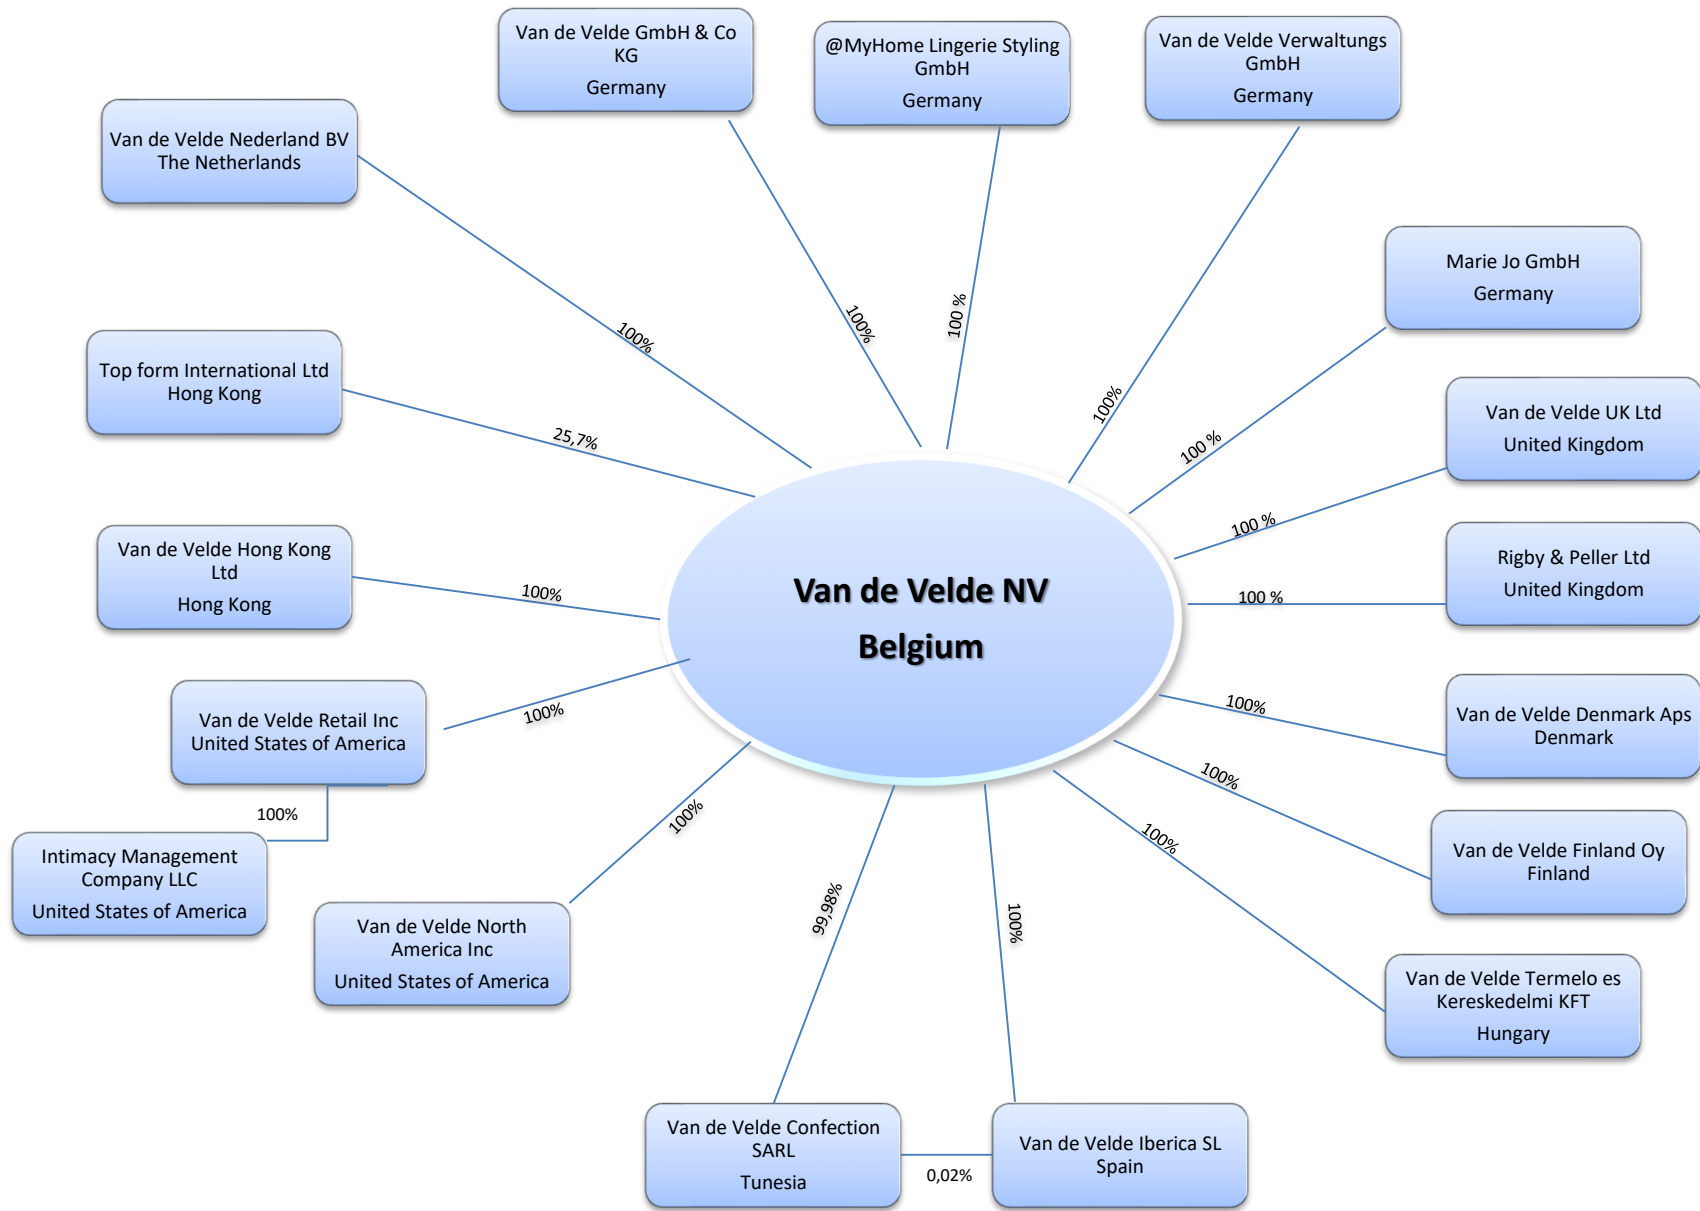 Van de Velde GmbH & Co
KG
Germany
@MyHome Lingerie Styling
GmbH
Germany
Van de Velde Verwaltungs
GmbH
Germany
Van de Velde Nederland BV
The Netherlands
Marie Jo GmbH
Germany
100%
100 %
100%
Top form International Ltd
Hong Kong
100%
25,7%
100%
100 %
Van de Velde UK Ltd
United Kingdom
100 %
Van de Velde Hong Kong
Ltd
Hong Kong
100%
Van de Velde NV
Belgium
100 %
Rigby & Peller Ltd
United Kingdom
Van de Velde Retail Inc
United States of America
100%
100%
Van de Velde Denmark Aps
Denmark
100%
100%
100%
100%
Intimacy Management
Company LLC
United States of America
Van de Velde Finland Oy
Finland
Van de Velde North
America Inc
United States of America
99,98%
100%
Van de Velde Termelo es
Kereskedelmi KFT
Hungary
Van de Velde Confection
SARL
Tunesia
0,02%
Van de Velde Iberica SL
Spain